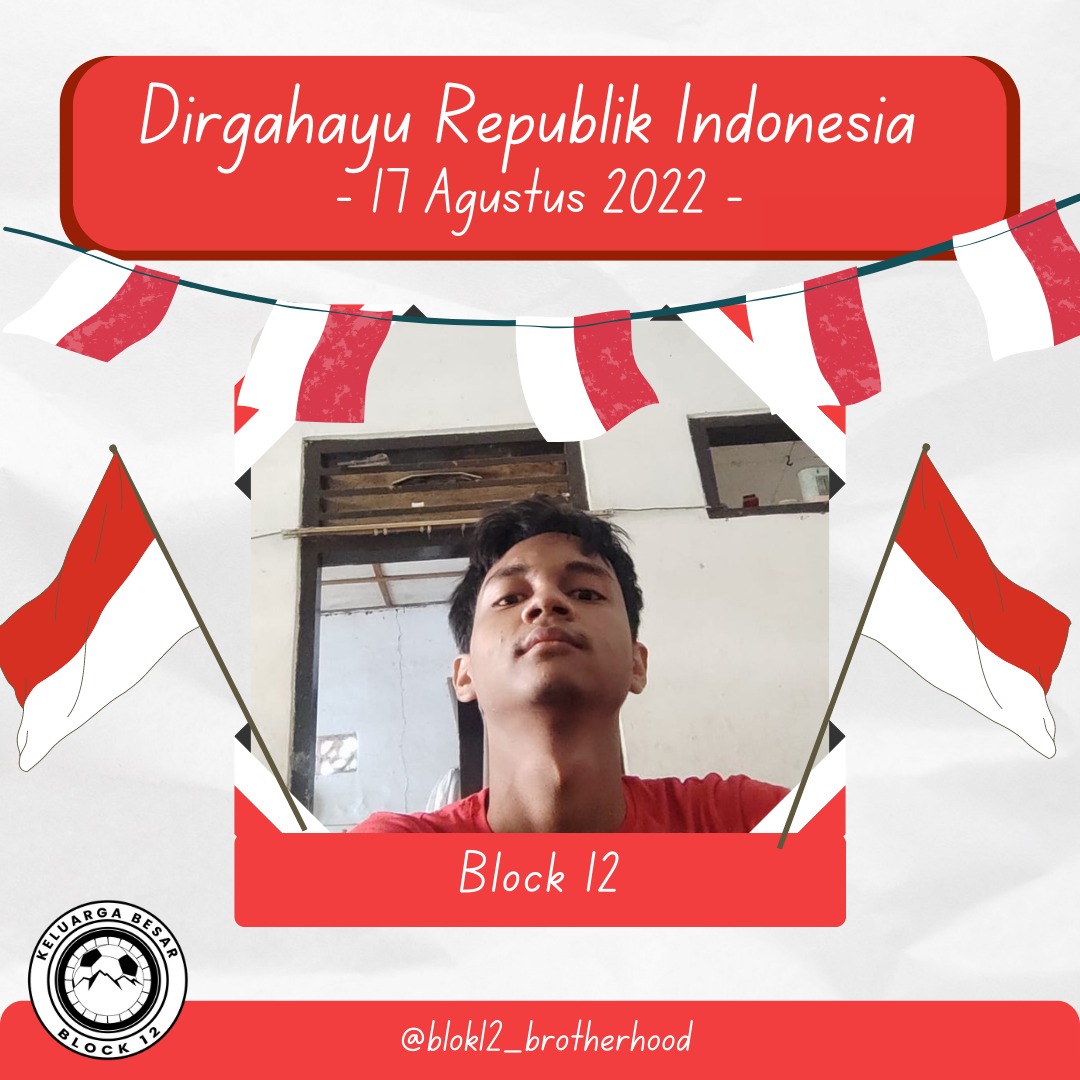 Dirgahayu Republik Indonesia
- 17 Agustus 2022 -
Block 12
KELUARGA BESAR
BLOCK 12
@blok12_brotherhood